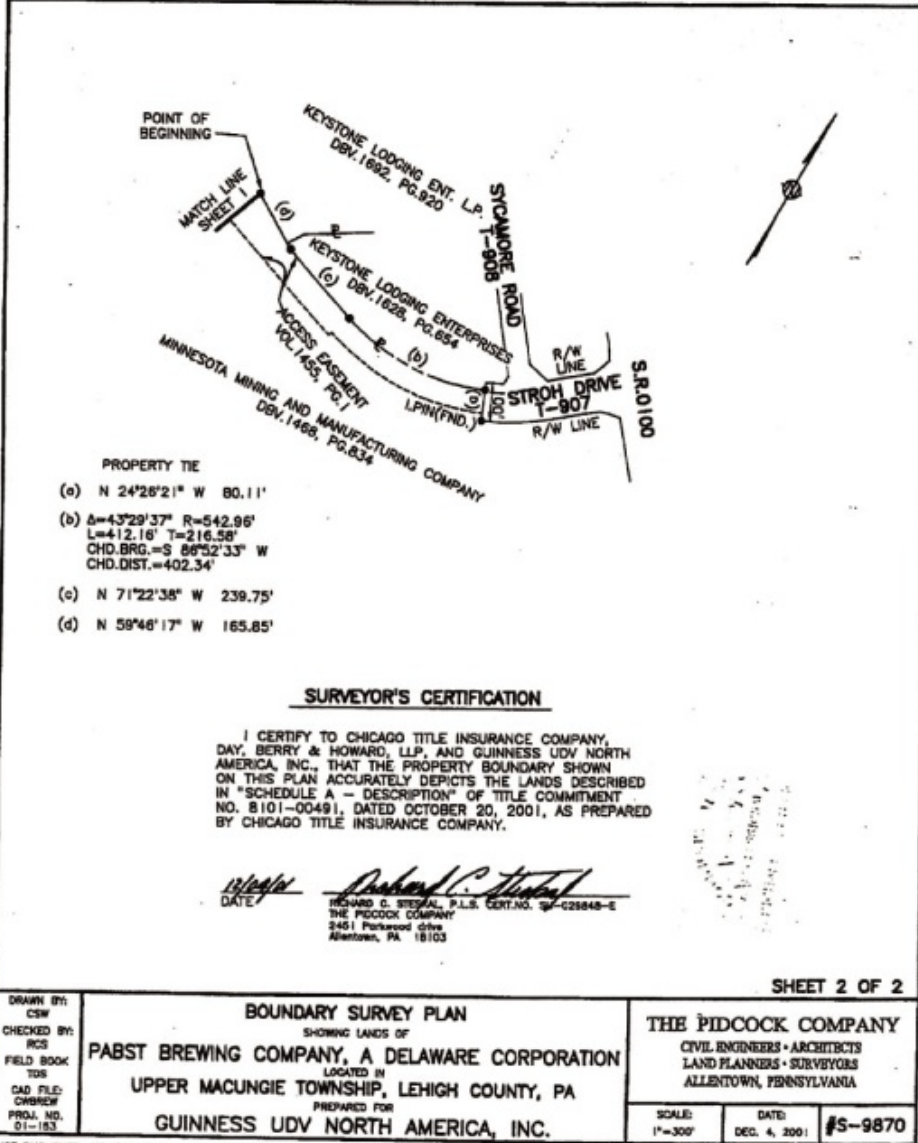 POINT OF
BEGINNING
KEYSTONE LODGING ENT. L.P.
DBV.1692, PG.920
MATCH LINE
SHEET 1
(a)
SYCAMORE ROAD
T-908
(c)
KEYSTONE LODGING ENTERPRISES
DBV.1628, PG.654
(b)
ACCESS EASEMENT
VOL.1455, PG.1
MINNESOTA MINING AND MANUFACTURING COMPANY
DBV.1468, PG.834
I.PIN(FND.)
(a)
100'
R/W
LINE
STROH DRIVE
T-907
R/W LINE
S.R.0100
PROPERTY TIE
(a) N 24°26'21" W 80.11'
(b) Δ=43°29'37" R=542.96'
L=412.16' T=216.58'
CHD.BRG.=S 86°52'33" W
CHD.DIST.=402.34'
(c) N 71°22'38" W 239.75'
(d) N 59°46'17" W 165.85'
SURVEYOR'S CERTIFICATION
I CERTIFY TO CHICAGO TITLE INSURANCE COMPANY,
DAY, BERRY & HOWARD, LLP, AND GUINNESS UDV NORTH
AMERICA, INC., THAT THE PROPERTY BOUNDARY SHOWN
ON THIS PLAN ACCURATELY DEPICTS THE LANDS DESCRIBED
IN "SCHEDULE A - DESCRIPTION" OF TITLE COMMITMENT
NO. 8101-00491, DATED OCTOBER 20, 2001, AS PREPARED
BY CHICAGO TITLE INSURANCE COMPANY.
DATE
RICHARD C. P.L.S. CERT.NO.
THE PIDCOCK COMPANY
2451 Parkwood drive
Allentown, PA 18103
SHEET 2 OF 2
DRAWN BY:
CSW
CHECKED BY:
RCS
FIELD BOOK
TDS
CAD FILE:
GWBREW
PROJ. NO.
01-153
BOUNDARY SURVEY PLAN
SHOWING LANDS OF
PABST BREWING COMPANY, A DELAWARE CORPORATION
LOCATED IN
UPPER MACUNGIE TOWNSHIP, LEHIGH COUNTY, PA
PREPARED FOR
GUINNESS UDV NORTH AMERICA, INC.
THE PIDCOCK COMPANY
CIVIL ENGINEERS • ARCHITECTS
LAND PLANNERS • SURVEYORS
ALLENTOWN, PENNSYLVANIA
SCALE:
1"=300'
DATE:
DEC. 4, 2001
#S-9870